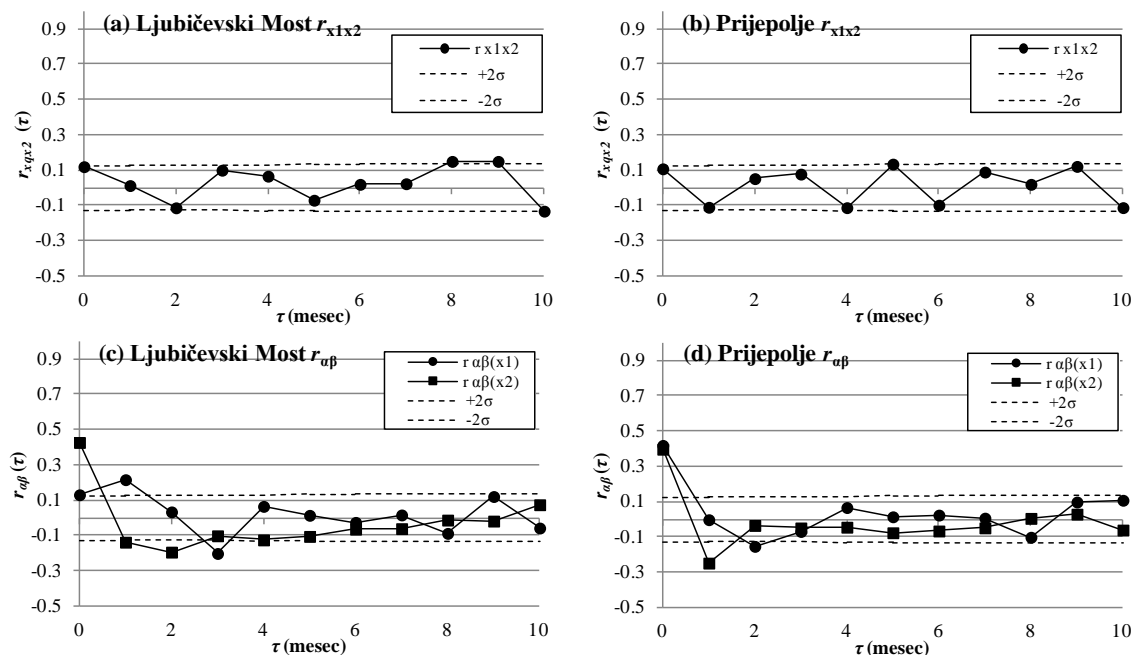 (a) Ljubičevski Most rx1x2
r x1x2
+2σ
-2σ
rxqx2 (τ)
0.9
0.7
0.5
0.3
0.1
-0.1
-0.3
-0.5
0 2 4 6 8 10
τ (mesec)
(b) Prijepolje rx1x2
r x1x2
+2σ
-2σ
rxqx2 (τ)
0.9
0.7
0.5
0.3
0.1
-0.1
-0.3
-0.5
0 2 4 6 8 10
τ (mesec)
(c) Ljubičevski Most rαβ
r αβ(x1)
r αβ(x2)
+2σ
-2σ
rαβ (τ)
0.9
0.7
0.5
0.3
0.1
-0.1
-0.3
-0.5
0 2 4 6 8 10
τ (mesec)
(d) Prijepolje rαβ
r αβ(x1)
r αβ(x2)
+2σ
-2σ
rαβ (τ)
0.9
0.7
0.5
0.3
0.1
-0.1
-0.3
-0.5
0 2 4 6 8 10
τ (mesec)